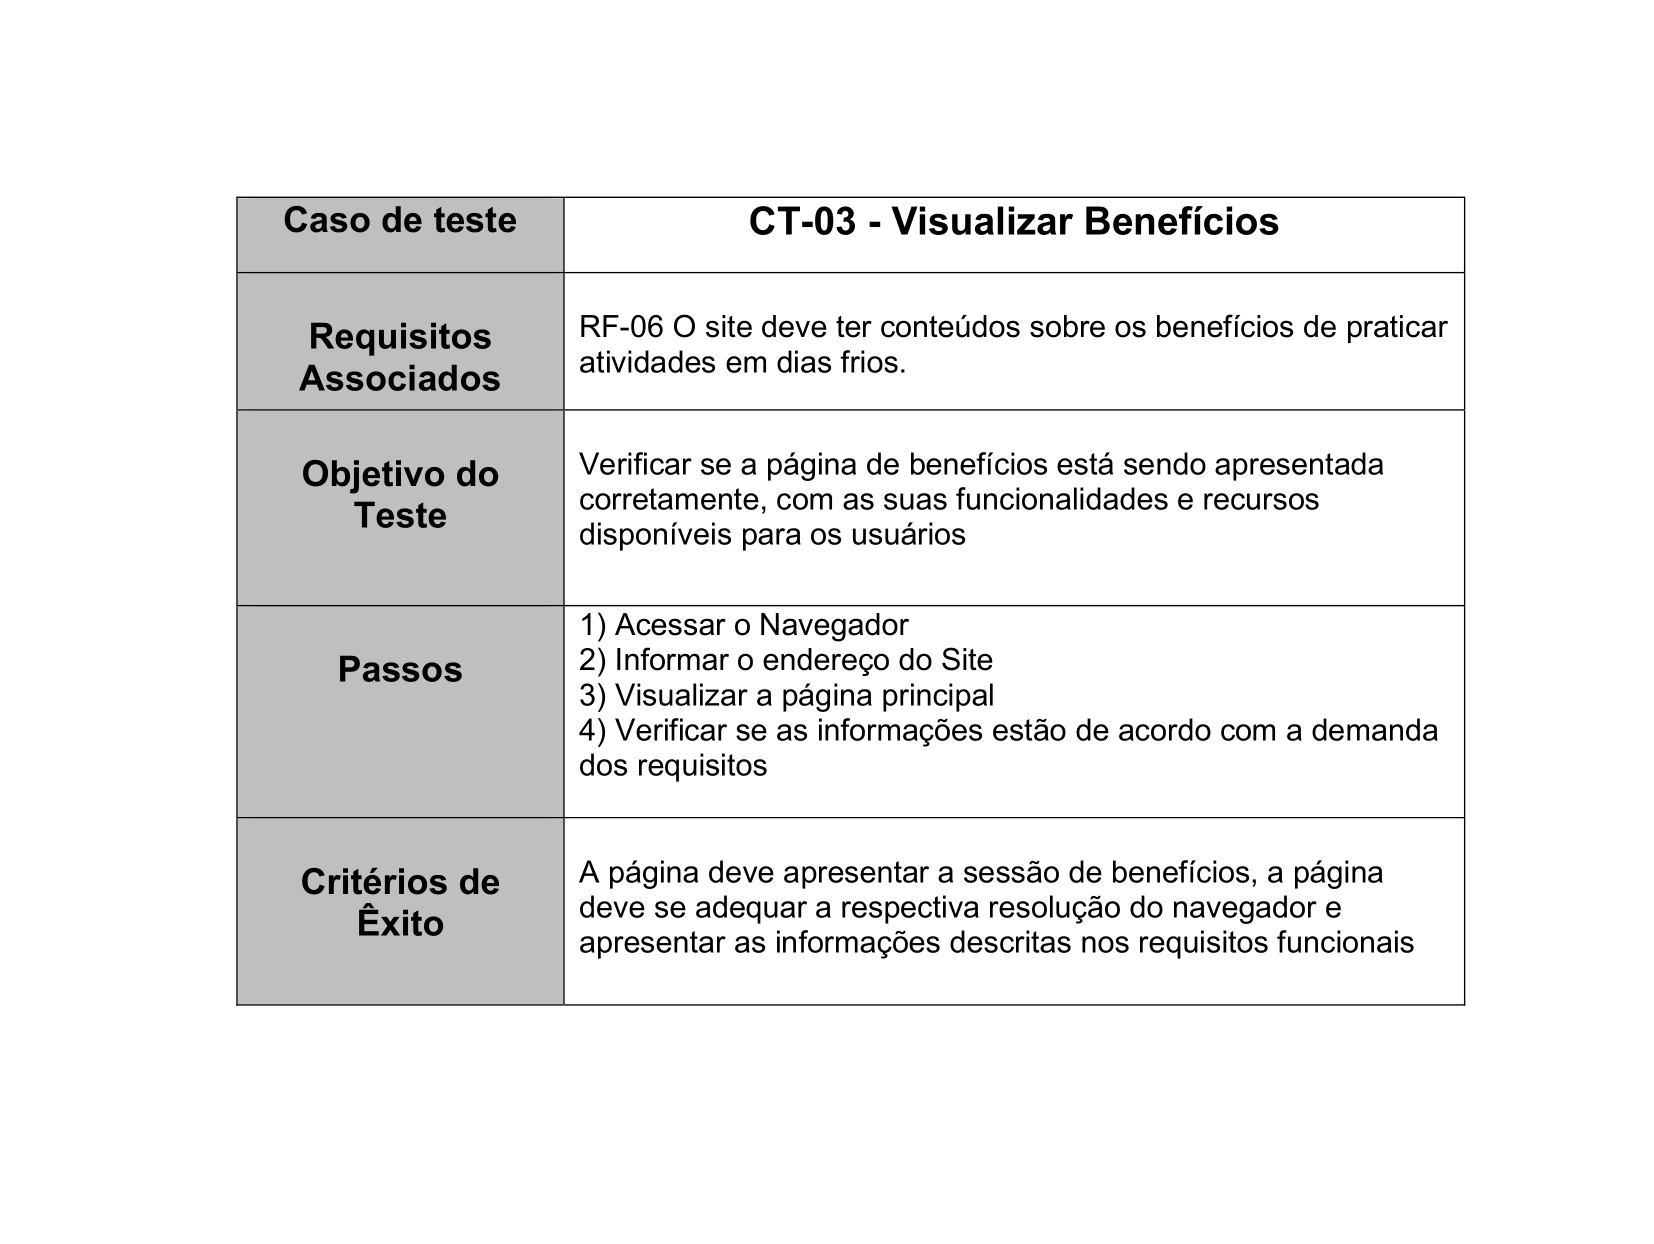 Caso de teste
CT-03 - Visualizar Benefícios
Requisitos
Associados
RF-06 O site deve ter conteúdos sobre os benefícios de praticar
atividades em dias frios.
Objetivo do
Teste
Verificar se a página de benefícios está sendo apresentada
corretamente, com as suas funcionalidades e recursos
disponíveis para os usuários
Passos
1) Acessar o Navegador
2) Informar o endereço do Site
3) Visualizar a página principal
4) Verificar se as informações estão de acordo com a demanda
dos requisitos
Critérios de
Êxito
A página deve apresentar a sessão de benefícios, a página
deve se adequar a respectiva resolução do navegador e
apresentar as informações descritas nos requisitos funcionais